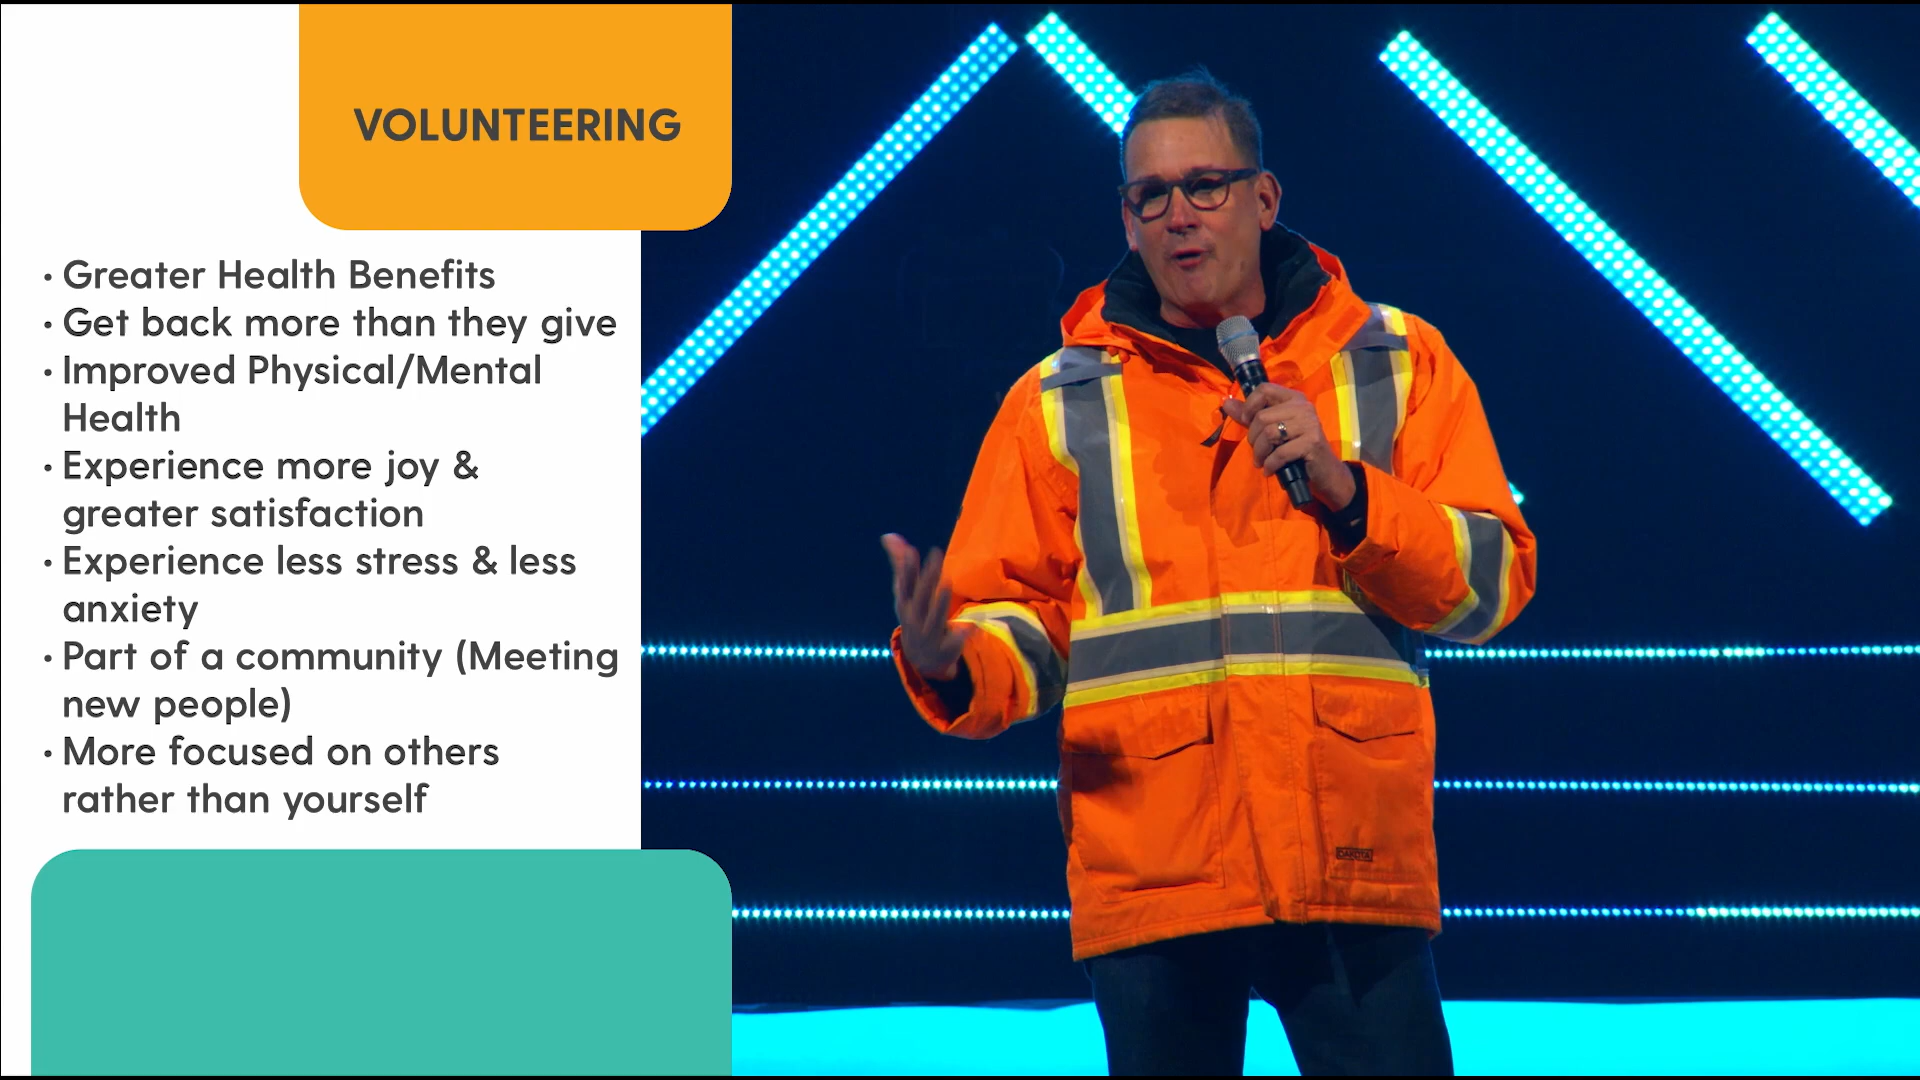 VOLUNTEERING
• Greater Health Benefits
• Get back more than they give
• Improved Physical/Mental
Health
• Experience more joy &
greater satisfaction
• Experience less stress & less
anxiety
• Part of a community (Meeting
new people)
• More focused on others
rather than yourself
DAKOTA